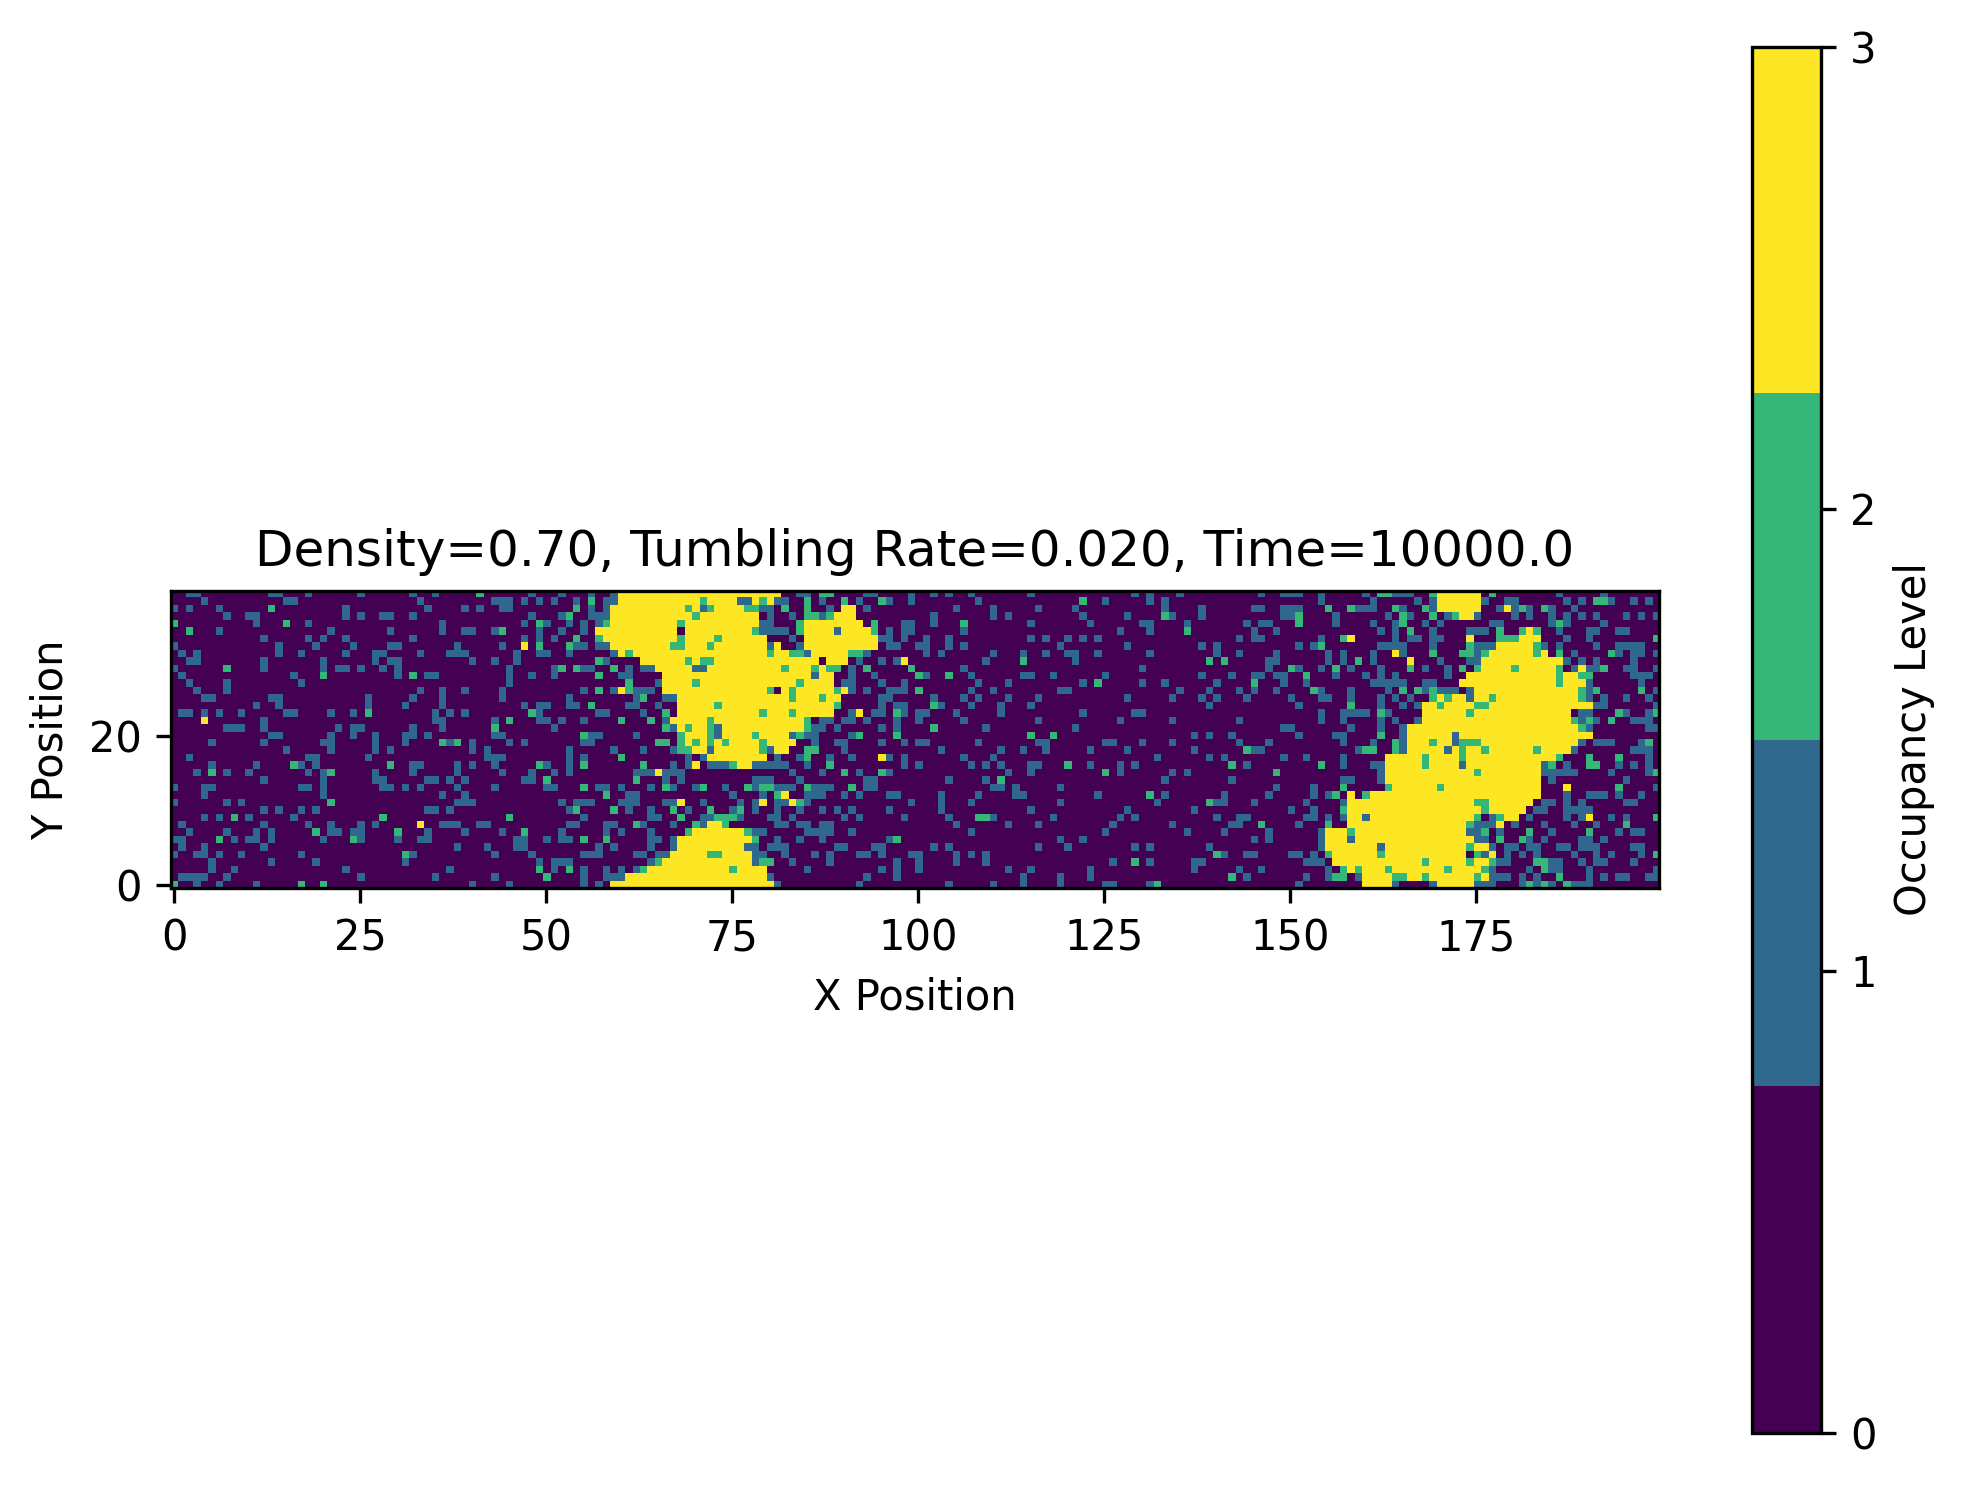 Density=0.70, Tumbling Rate=0.020, Time=10000.0
Y Position
20
0
0 25 50 75 100 125 150 175
X Position
3
2
1
0
Occupancy Level